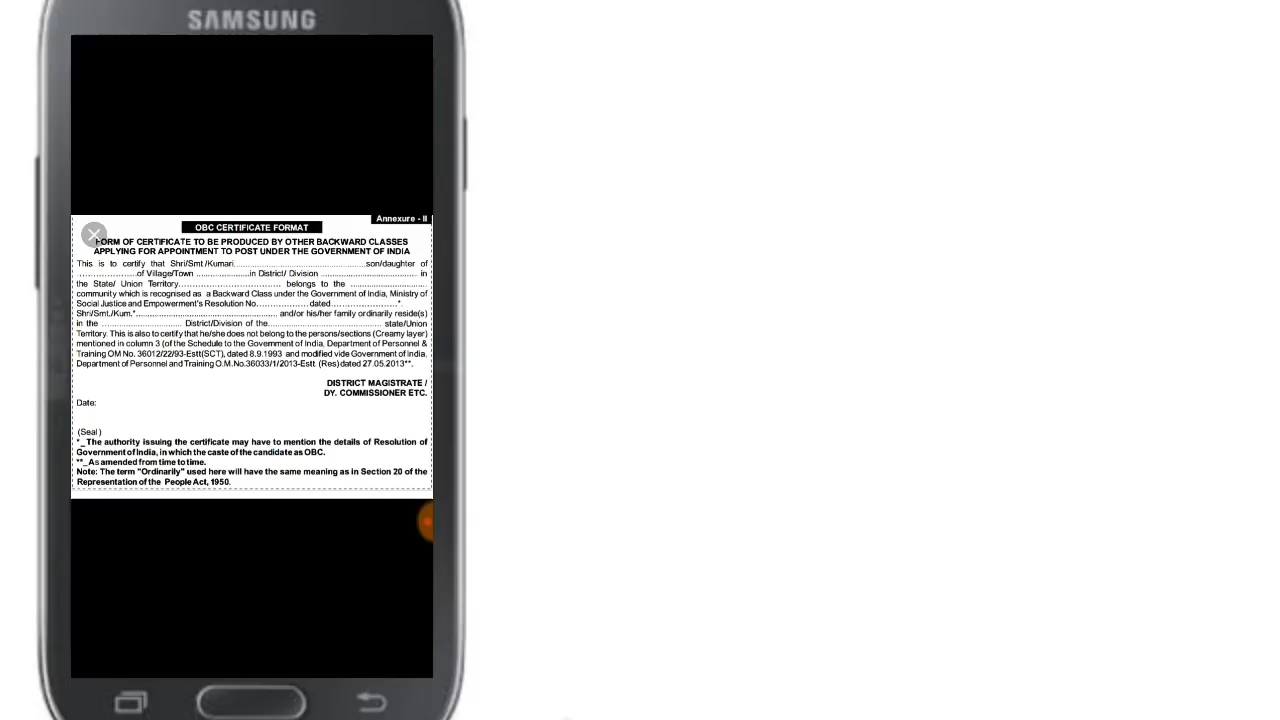 SAMSUNG
Annexure - II
OBC CERTIFICATE FORMAT
FORM OF CERTIFICATE TO BE PRODUCED BY OTHER BACKWARD CLASSES
APPLYING FOR APPOINTMENT TO POST UNDER THE GOVERNMENT OF INDIA
This is to certify that Shri/Smt./Kumari..............................................son/daughter of
.....................of Village/Town .....................in District/ Division ..................................... in
the State/ Union Territory.................................... belongs to the ............................
community which is recognised as a Backward Class under the Government of India, Ministry of
Social Justice and Empowerment's Resolution No................... dated........................*.
Shri/Smt./Kum.*..................................................... and/or his/her family ordinarily reside(s)
in the .............................. District/Division of the.......................................... state/Union
Territory. This is also to certify that he/she does not belong to the persons/sections (Creamy layer)
mentioned in column 3 (of the Schedule to the Government of India, Department of Personnel &
Training OM No. 36012/22/93-Estt(SCT), dated 8.9.1993 and modified vide Government of India,
Department of Personnel and Training O.M.No.36033/1/2013-Estt. (Res) dated 27.05.2013**.
DISTRICT MAGISTRATE /
DY. COMMISSIONER ETC.
Date:
(Seal)
*_The authority issuing the certificate may have to mention the details of Resolution of
Government of India, in which the caste of the candidate as OBC.
**_As amended from time to time.
Note: The term "Ordinarily" used here will have the same meaning as in Section 20 of the
Representation of the People Act, 1950.